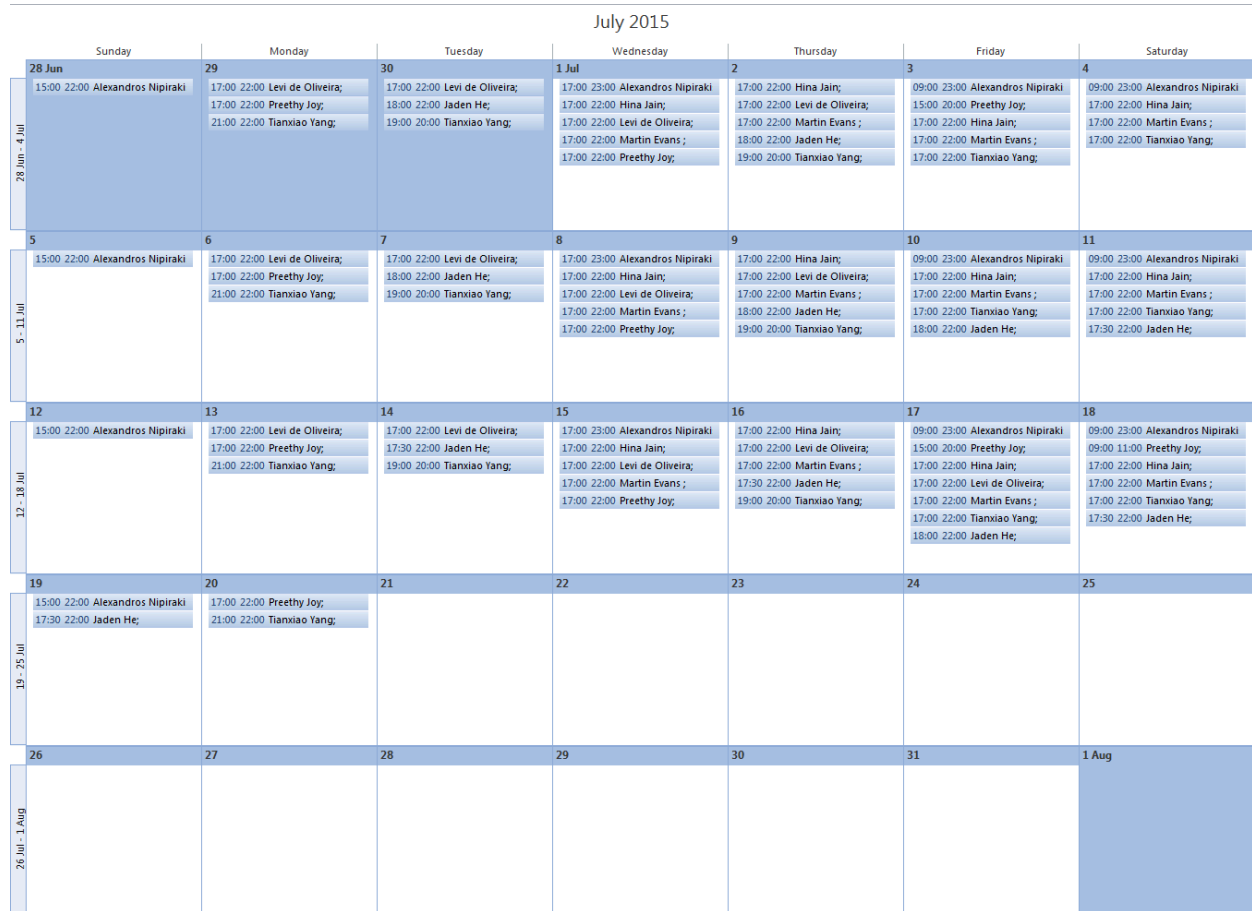 July 2015
Sunday Monday Tuesday Wednesday Thursday Friday Saturday
28 Jun - 4 Jul
28 Jun
15:00 22:00 Alexandros Nipiraki
29
17:00 22:00 Levi de Oliveira;
17:00 22:00 Preethy Joy;
21:00 22:00 Tianxiao Yang;
30
17:00 22:00 Levi de Oliveira;
18:00 22:00 Jaden He;
19:00 20:00 Tianxiao Yang;
1 Jul
17:00 23:00 Alexandros Nipiraki
17:00 22:00 Hina Jain;
17:00 22:00 Levi de Oliveira;
17:00 22:00 Martin Evans ;
17:00 22:00 Preethy Joy;
2
17:00 22:00 Hina Jain;
17:00 22:00 Levi de Oliveira;
17:00 22:00 Martin Evans ;
18:00 22:00 Jaden He;
19:00 20:00 Tianxiao Yang;
3
09:00 23:00 Alexandros Nipiraki
15:00 20:00 Preethy Joy;
17:00 22:00 Hina Jain;
17:00 22:00 Martin Evans ;
17:00 22:00 Tianxiao Yang;
4
09:00 23:00 Alexandros Nipiraki
17:00 22:00 Hina Jain;
17:00 22:00 Martin Evans ;
17:00 22:00 Tianxiao Yang;
5 - 11 Jul
5
15:00 22:00 Alexandros Nipiraki
6
17:00 22:00 Levi de Oliveira;
17:00 22:00 Preethy Joy;
21:00 22:00 Tianxiao Yang;
7
17:00 22:00 Levi de Oliveira;
18:00 22:00 Jaden He;
19:00 20:00 Tianxiao Yang;
8
17:00 23:00 Alexandros Nipiraki
17:00 22:00 Hina Jain;
17:00 22:00 Levi de Oliveira;
17:00 22:00 Martin Evans ;
17:00 22:00 Preethy Joy;
9
17:00 22:00 Hina Jain;
17:00 22:00 Levi de Oliveira;
17:00 22:00 Martin Evans ;
18:00 22:00 Jaden He;
19:00 20:00 Tianxiao Yang;
10
09:00 23:00 Alexandros Nipiraki
17:00 22:00 Hina Jain;
17:00 22:00 Martin Evans ;
17:00 22:00 Tianxiao Yang;
18:00 22:00 Jaden He;
11
09:00 23:00 Alexandros Nipiraki
17:00 22:00 Hina Jain;
17:00 22:00 Martin Evans ;
17:00 22:00 Tianxiao Yang;
17:30 22:00 Jaden He;
12 - 18 Jul
12
15:00 22:00 Alexandros Nipiraki
13
17:00 22:00 Levi de Oliveira;
17:00 22:00 Preethy Joy;
21:00 22:00 Tianxiao Yang;
14
17:00 22:00 Levi de Oliveira;
17:30 22:00 Jaden He;
19:00 20:00 Tianxiao Yang;
15
17:00 23:00 Alexandros Nipiraki
17:00 22:00 Hina Jain;
17:00 22:00 Levi de Oliveira;
17:00 22:00 Martin Evans ;
17:00 22:00 Preethy Joy;
16
17:00 22:00 Hina Jain;
17:00 22:00 Levi de Oliveira;
17:00 22:00 Martin Evans ;
17:30 22:00 Jaden He;
19:00 20:00 Tianxiao Yang;
17
09:00 23:00 Alexandros Nipiraki
15:00 20:00 Preethy Joy;
17:00 22:00 Hina Jain;
17:00 22:00 Levi de Oliveira;
17:00 22:00 Martin Evans ;
17:00 22:00 Tianxiao Yang;
18:00 22:00 Jaden He;
18
09:00 23:00 Alexandros Nipiraki
09:00 11:00 Preethy Joy;
17:00 22:00 Hina Jain;
17:00 22:00 Martin Evans ;
17:00 22:00 Tianxiao Yang;
17:30 22:00 Jaden He;
19 - 25 Jul
19
15:00 22:00 Alexandros Nipiraki
17:30 22:00 Jaden He;
20
17:00 22:00 Preethy Joy;
21:00 22:00 Tianxiao Yang;
21
22
23
24
25
26 Jul - 1 Aug
26
27
28
29
30
31
1 Aug